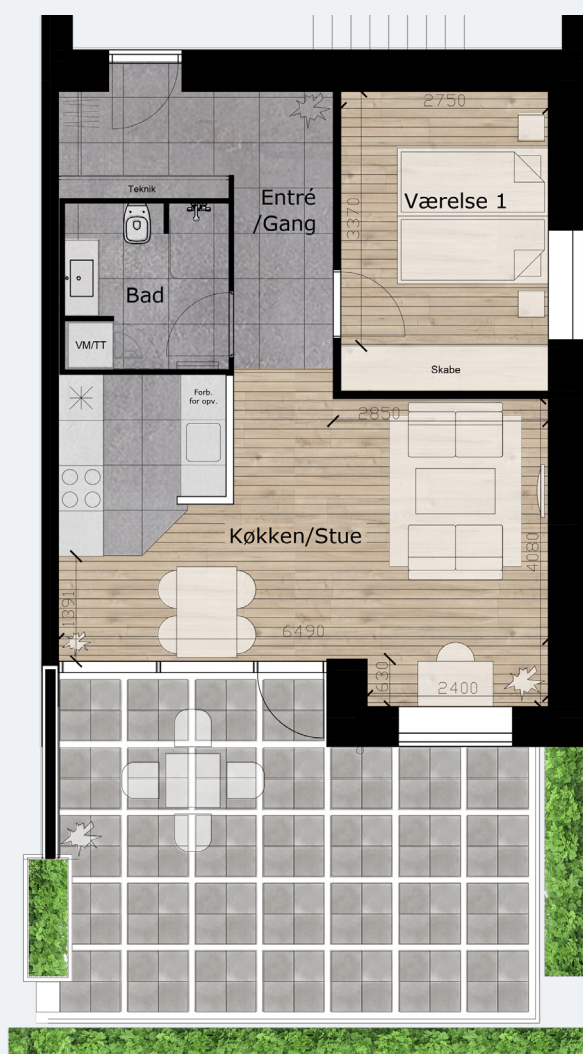 2750
Teknik
Entré
/Gang
Værelse 1
3370
Bad
VM/TT
Skabe
Forb.
for opv.
2850
Køkken/Stue
4080
1391
6490
630
2400